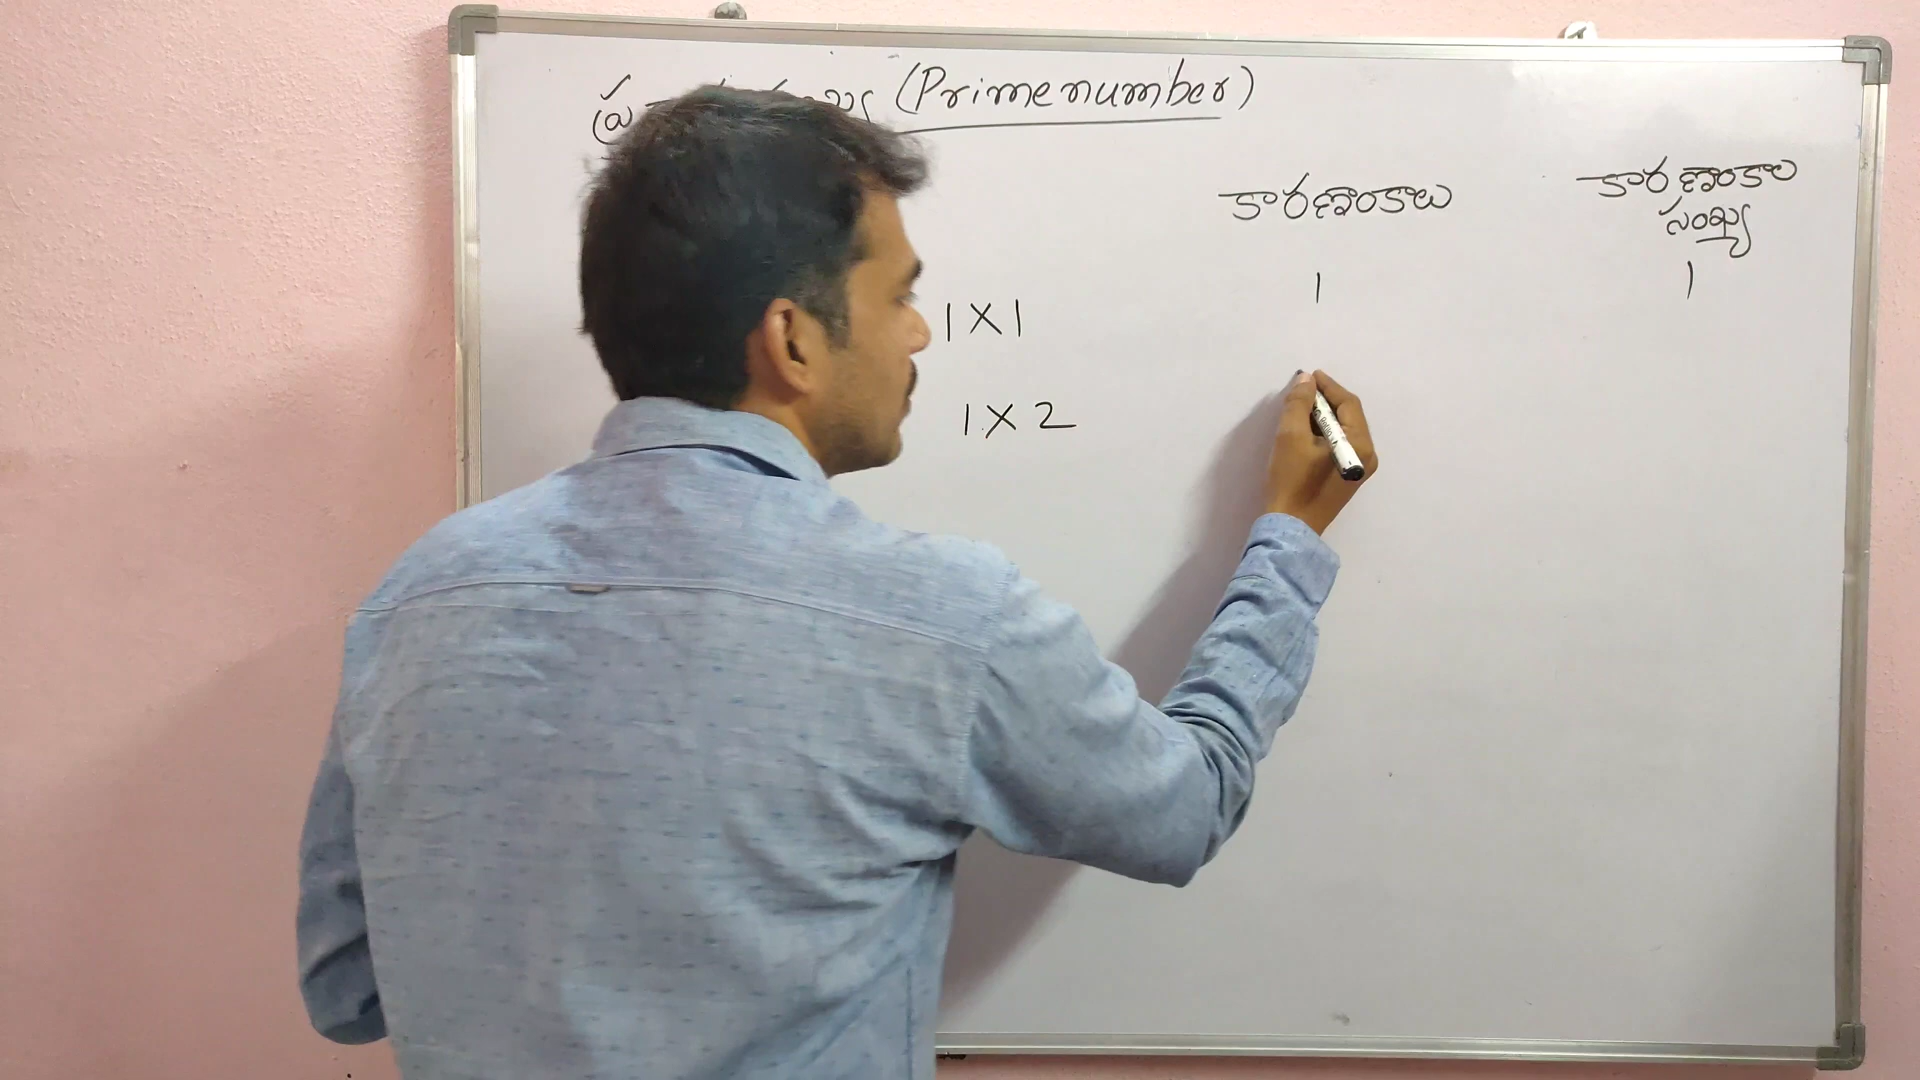 (Prime number)
కారణాంకాలు కారణాంకాల
సంఖ్య
1 X 1 1 1
1 X 2